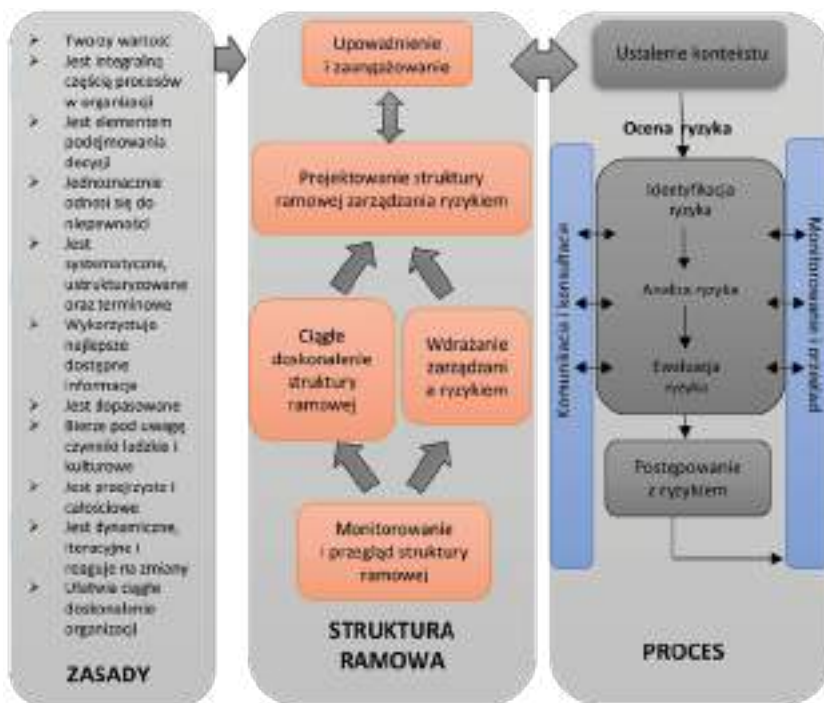 Tworzy wartość
Jest integralną
częścią procesów
w organizacji
Jest elementem
podejmowania
decyzji
Jednoznacznie
odnosi się do
niepewności
Jest
systematyczne,
ustrukturyzowane
oraz terminowe
Wykorzystuje
najlepsze
dostępne
informacje
Jest dopasowane
Bierze pod uwagę
czynniki ludzkie i
kulturowe
Jest przejrzyste i
całościowe
Jest dynamiczne,
iteracyjne i
reaguje na zmiany
Ułatwia ciągłe
doskonalenie
organizacji
ZASADY
Upoważnienie
i zaangażowanie
Projektowanie struktury
ramowej zarządzania ryzykiem
Ciągłe
doskonalenie
struktury
ramowej
Wdrażanie
zarządzani
a ryzykiem
Monitorowanie
i przegląd struktury
ramowej
STRUKTURA
RAMOWA
Ustalenie kontekstu
Ocena ryzyka
Komunikacja i konsultacje
Identyfikacja
ryzyka
Analiza ryzyka
Ewaluacja
ryzyka
Monitorowanie i przegląd
Postępowanie
z ryzykiem
PROCES